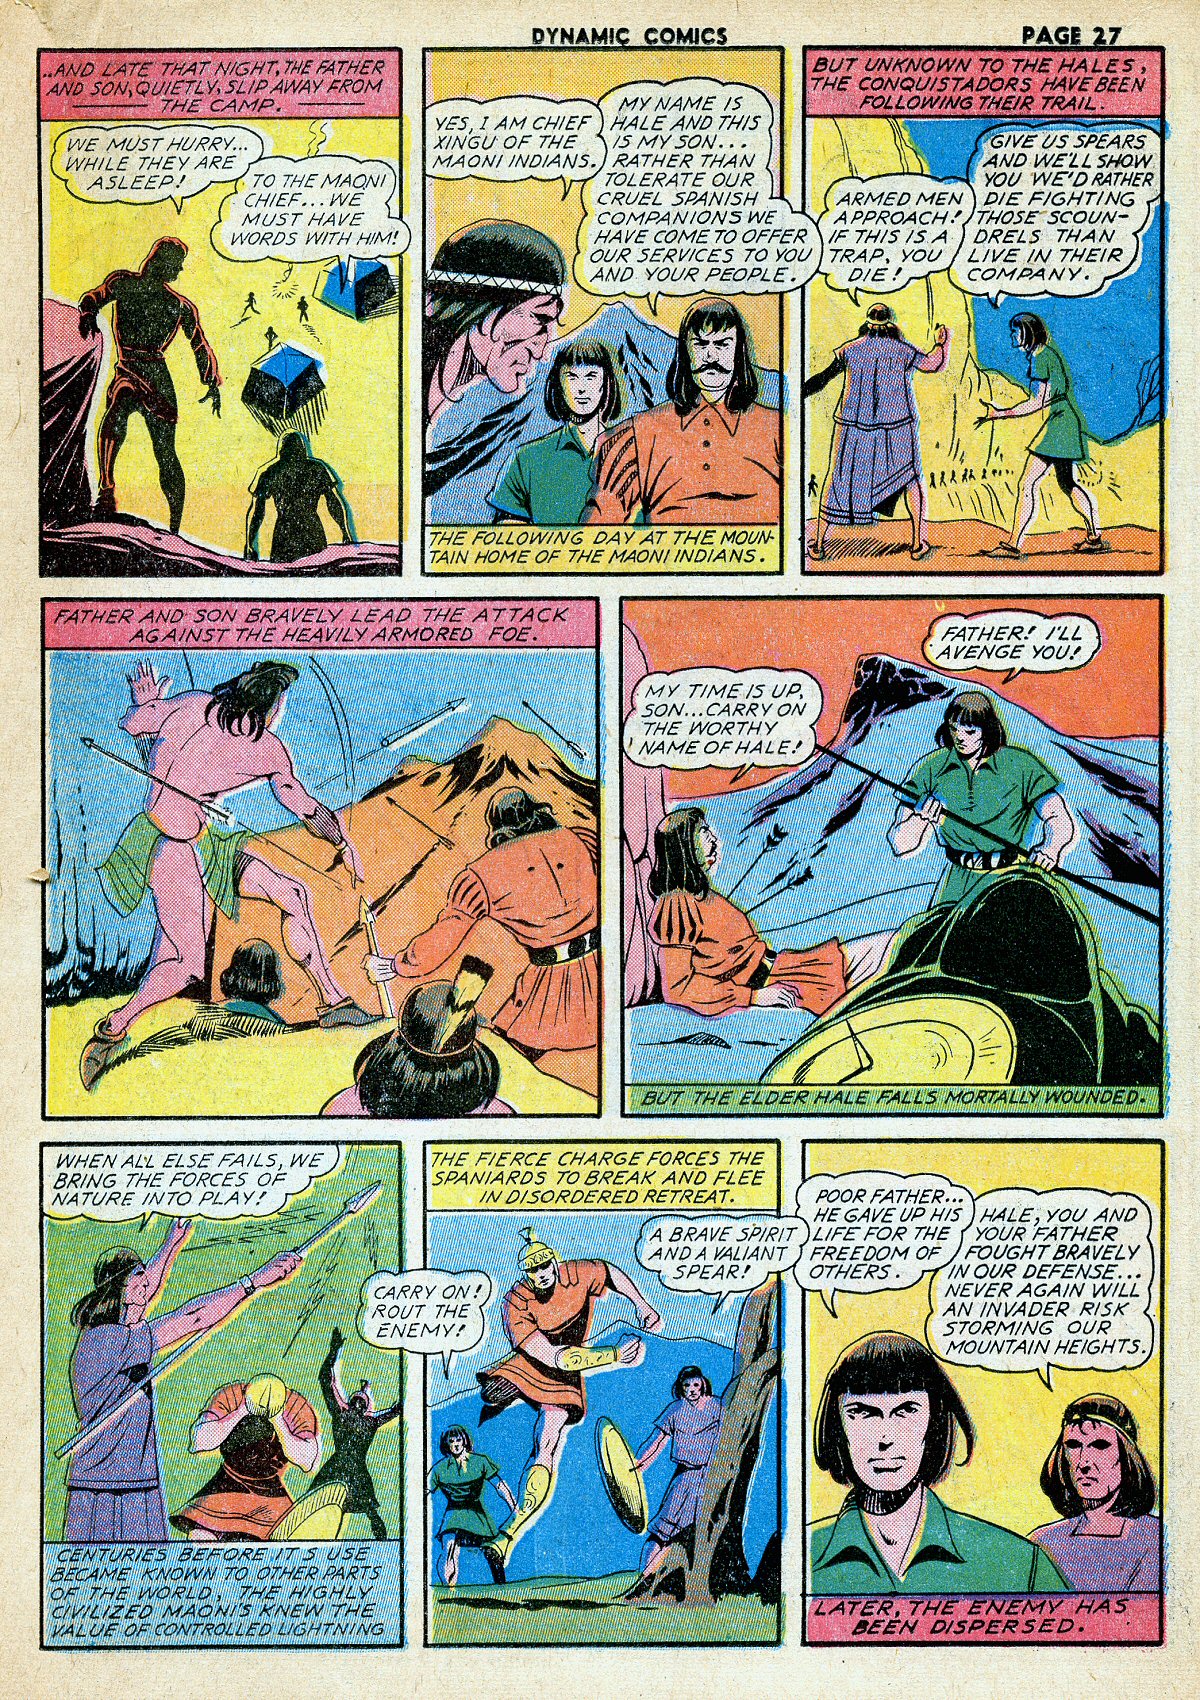 DYNAMIC COMICS
PAGE 27
..AND LATE THAT NIGHT, THE FATHER
AND SON, QUIETLY, SLIP AWAY FROM
THE CAMP.
WE MUST HURRY...
WHILE THEY ARE
ASLEEP!
TO THE MAONI
CHIEF...WE
MUST HAVE
WORDS WITH HIM!
YES, I AM CHIEF
XINGU OF THE
MAONI INDIANS.
MY NAME IS
HALE AND THIS
IS MY SON...
RATHER THAN
TOLERATE OUR
CRUEL SPANISH
COMPANIONS WE
HAVE COME TO OFFER
OUR SERVICES TO YOU
AND YOUR PEOPLE.
THE FOLLOWING DAY AT THE MOUN-
TAIN HOME OF THE MAONI INDIANS.
BUT UNKNOWN TO THE HALES,
THE CONQUISTADORS HAVE BEEN
FOLLOWING THEIR TRAIL.
ARMED MEN
APPROACH!
IF THIS IS A
TRAP, YOU
DIE!
GIVE US SPEARS
AND WE'LL SHOW
YOU WE'D RATHER
DIE FIGHTING
THOSE SCOUN-
DRELS THAN
LIVE IN THEIR
COMPANY.
FATHER AND SON BRAVELY LEAD THE ATTACK
AGAINST THE HEAVILY ARMORED FOE.
MY TIME IS UP,
SON...CARRY ON
THE WORTHY
NAME OF HALE!
FATHER! I'LL
AVENGE YOU!
BUT THE ELDER HALE FALLS MORTALLY WOUNDED.
WHEN ALL ELSE FAILS, WE
BRING THE FORCES OF
NATURE INTO PLAY!
CENTURIES BEFORE IT'S USE
BECAME KNOWN TO OTHER PARTS
OF THE WORLD, THE HIGHLY
CIVILIZED MAONI'S KNEW THE
VALUE OF CONTROLLED LIGHTNING
THE FIERCE CHARGE FORCES THE
SPANIARDS TO BREAK AND FLEE
IN DISORDERED RETREAT.
CARRY ON!
ROUT THE
ENEMY!
A BRAVE SPIRIT
AND A VALIANT
SPEAR!
POOR FATHER...
HE GAVE UP HIS
LIFE FOR THE
FREEDOM OF
OTHERS.
HALE, YOU AND
YOUR FATHER
FOUGHT BRAVELY
IN OUR DEFENSE...
NEVER AGAIN WILL
AN INVADER RISK
STORMING OUR
MOUNTAIN HEIGHTS.
LATER, THE ENEMY HAS
BEEN DISPERSED.